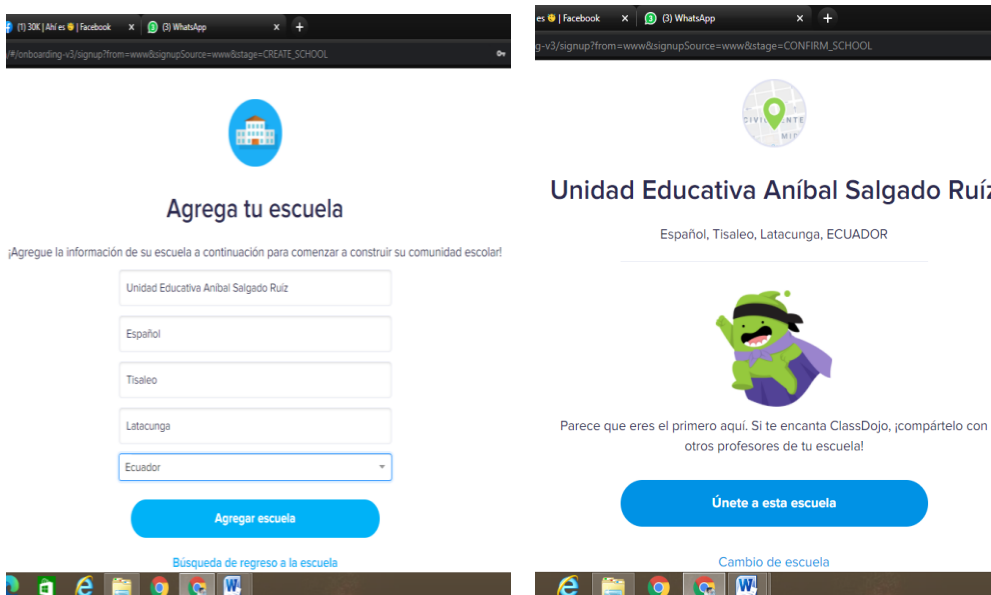 (1) 30K | Ahí es 😍 | Facebook x (3) WhatsApp x +
/#/onboarding-v3/signup?from=www&signupSource=www&stage=CREATE_SCHOOL
Agrega tu escuela
¡Agregue la información de su escuela a continuación para comenzar a construir su comunidad escolar!
Unidad Educativa Anibal Salgado Ruiz
Español
Tisaleo
Latacunga
Ecuador
Agregar escuela
Búsqueda de regreso a la escuela
es 😍 | Facebook x (3) WhatsApp x +
g-v3/signup?from=www&signupSource=www&stage=CONFIRM_SCHOOL
Unidad Educativa Aníbal Salgado Ruíz
Español, Tisaleo, Latacunga, ECUADOR
Parece que eres el primero aquí. Si te encanta ClassDojo, ¡compártelo con
otros profesores de tu escuela!
Únete a esta escuela
Cambio de escuela